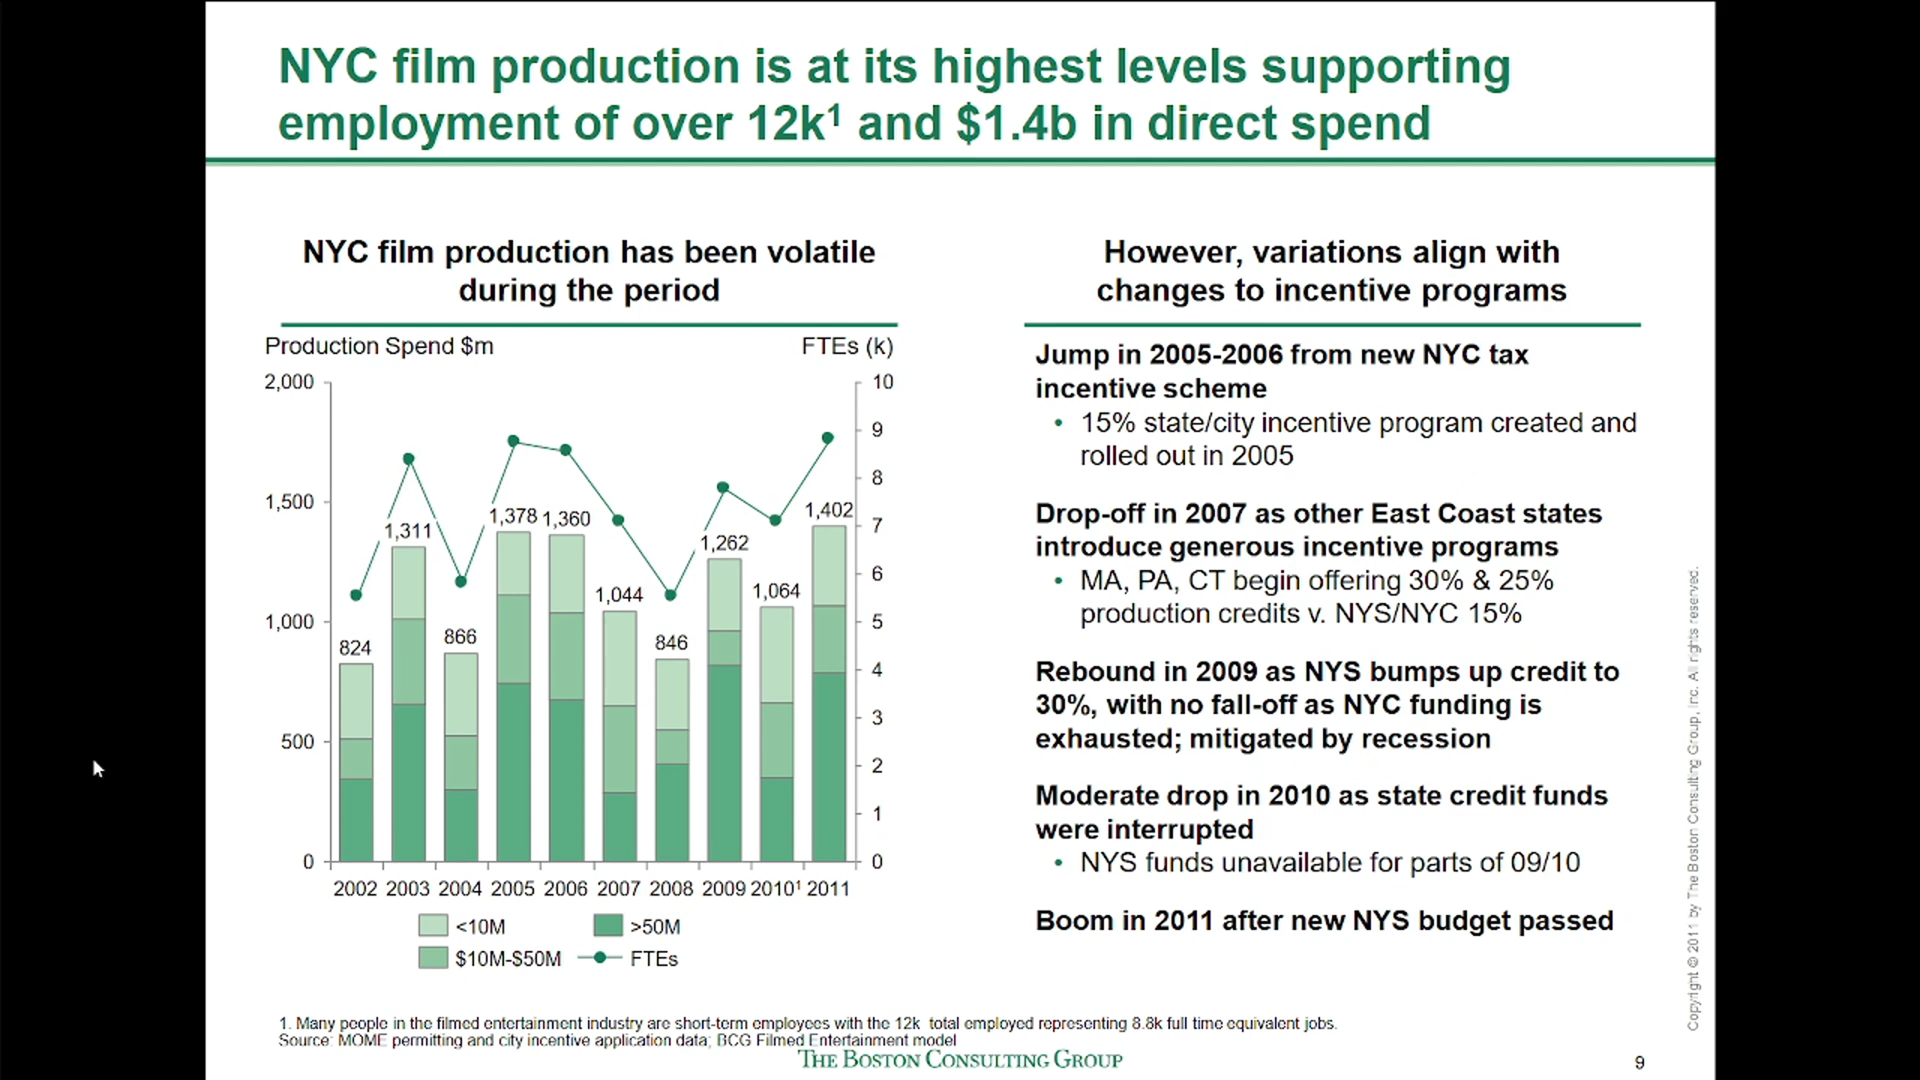 NYC film production is at its highest levels supporting
employment of over 12k¹ and $1.4b in direct spend
NYC film production has been volatile
during the period
Production Spend $m
FTEs (k)
2,000
1,500
1,000
500
0
10
9
8
7
6
5
4
3
2
1
0
824
1,311
866
1,378
1,360
1,044
846
1,262
1,064
1,402
2002 2003 2004 2005 2006 2007 2008 2009 2010¹ 2011
<10M
>50M
$10M-$50M
FTEs
However, variations align with
changes to incentive programs
Jump in 2005-2006 from new NYC tax
incentive scheme
• 15% state/city incentive program created and
rolled out in 2005
Drop-off in 2007 as other East Coast states
introduce generous incentive programs
• MA, PA, CT begin offering 30% & 25%
production credits v. NYS/NYC 15%
Rebound in 2009 as NYS bumps up credit to
30%, with no fall-off as NYC funding is
exhausted; mitigated by recession
Moderate drop in 2010 as state credit funds
were interrupted
• NYS funds unavailable for parts of 09/10
Boom in 2011 after new NYS budget passed
Copyright © 2011 by The Boston Consulting Group, Inc. All rights reserved.
1. Many people in the filmed entertainment industry are short-term employees with the 12k total employed representing 8.8k full time equivalent jobs.
Source: MOME permitting and city incentive application data; BCG Filmed Entertainment model
THE BOSTON CONSULTING GROUP
9